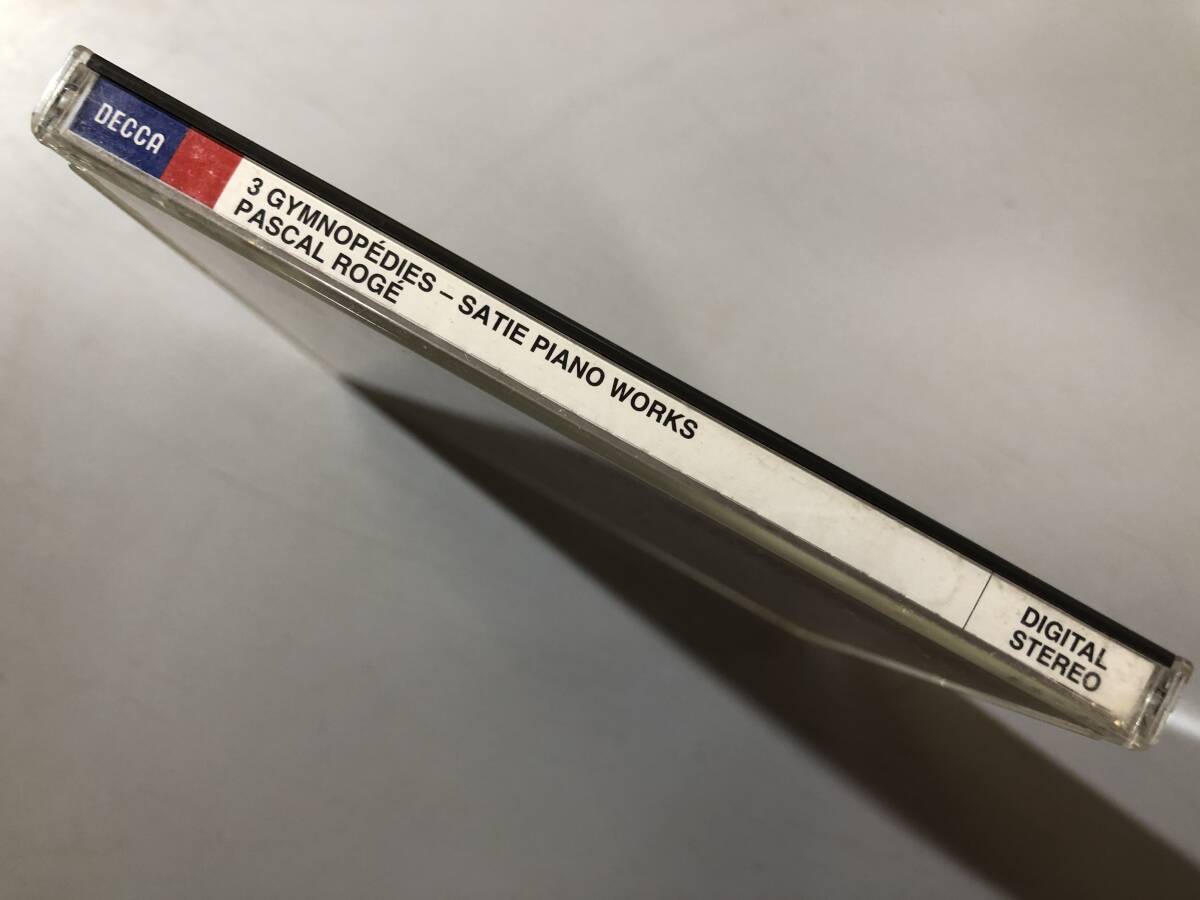 DECCA
3 GYMNOPÉDIES – SATIE PIANO WORKS
PASCAL ROGÉ
DIGITAL
STEREO